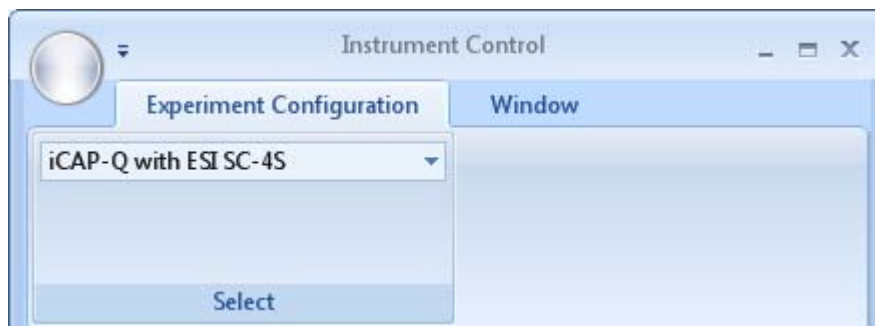 Instrument Control
Experiment Configuration Window
iCAP-Q with ESI SC-4S
Select